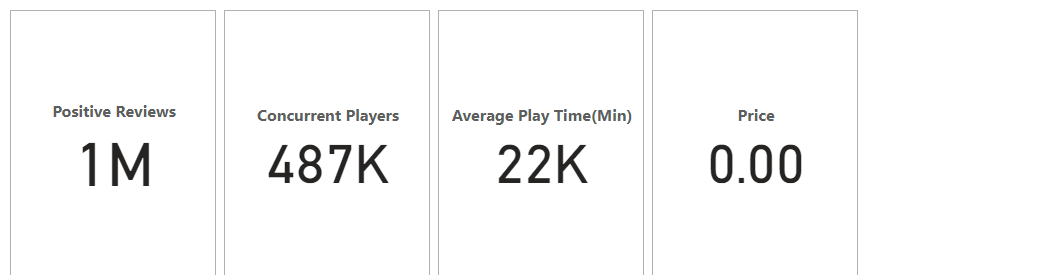 Positive Reviews
1M
Concurrent Players
487K
Average Play Time(Min)
22K
Price
0.00